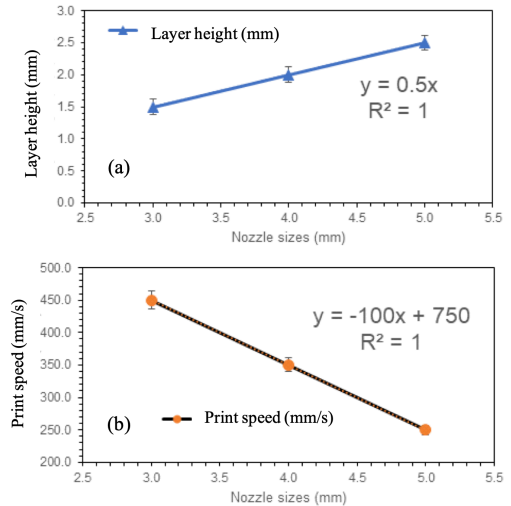 3.0
Layer height (mm)
2.5
2.0
y = 0.5x
R² = 1
1.5
1.0
0.5
(a)
0.0
2.5 3.0 3.5 4.0 4.5 5.0 5.5
Nozzle sizes (mm)
Layer height (mm)
500.0
450.0
y = -100x + 750
R² = 1
400.0
350.0
300.0
250.0
(b) Print speed (mm/s)
200.0
2.5 3.0 3.5 4.0 4.5 5.0 5.5
Nozzle sizes (mm)
Print speed (mm/s)